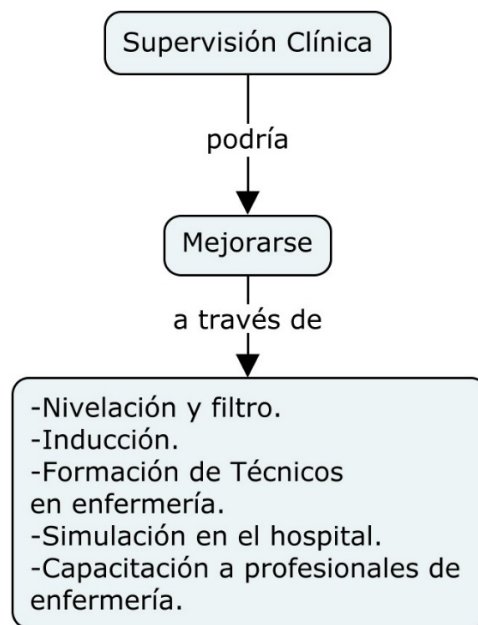 Supervisión Clínica
podría
Mejorarse
a través de
-Nivelación y filtro.
-Inducción.
-Formación de Técnicos
en enfermería.
-Simulación en el hospital.
-Capacitación a profesionales de
enfermería.